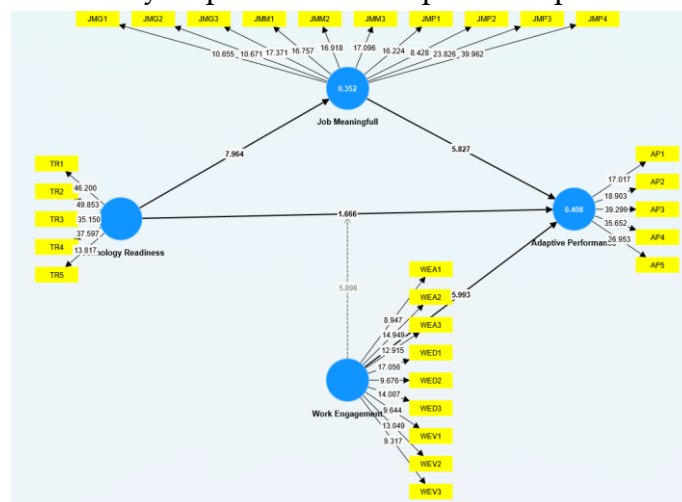 JMG1 JMG2 JMG3 JMM1 JMM2 JMM3 JMP1 JMP2 JMP3 JMP4
10.655 10.671 17.371 16.757 16.918 17.096 16.224 8.428 23.826 39.962
0.352
Job Meaningfull
7.964
5.827
TR1
TR2
TR3
TR4
TR5
46.200
49.853
35.150
37.597
13.817
hnology Readiness
1.666
0.408
Adaptive Performance
17.017
18.903
39.299
35.652
26.953
AP1
AP2
AP3
AP4
AP5
5.898
5.993
Work Engagement
8.947
14.949
12.915
17.056
9.676
14.007
9.644
13.049
9.317
WEA1
WEA2
WEA3
WED1
WED2
WED3
WEV1
WEV2
WEV3